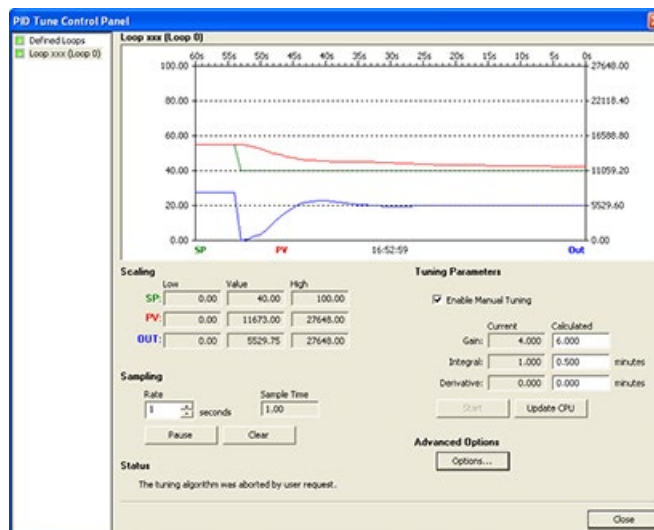 PID Tune Control Panel
Defined Loops
Loop xxx (Loop 0)
Loop xxx (Loop 0)
60s 55s 50s 45s 40s 35s 30s 25s 20s 15s 10s 5s 0s
100.00 27648.00
80.00 22118.40
60.00 16588.80
40.00 11059.20
20.00 5529.60
0.00 0.00
SP PV 16:52:59 Out
Scaling
Low Value High
SP: 0.00 40.00 100.00
PV: 0.00 11673.00 27648.00
OUT: 0.00 5529.75 27648.00
Sampling
Rate Sample Time
1 seconds 1.00
Pause Clear
Status
The tuning algorithm was aborted by user request.
Tuning Parameters
Enable Manual Tuning
Current Calculated
Gain: 4.000 6.000
Integral: 1.000 0.500 minutes
Derivative: 0.000 0.000 minutes
Start Update CPU
Advanced Options
Options...
Close